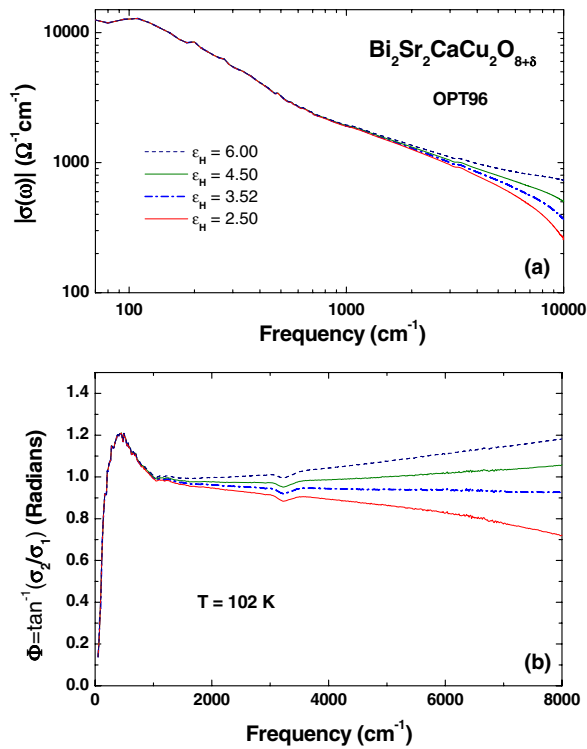 10000
1000
100
|σ(ω)| (Ω⁻¹cm⁻¹)
Bi₂Sr₂CaCu₂O₈₊δ
OPT96
ε_H = 6.00
ε_H = 4.50
ε_H = 3.52
ε_H = 2.50
(a)
100 1000 10000
Frequency (cm⁻¹)
1.4
1.2
1.0
0.8
0.6
0.4
0.2
0.0
Φ=tan⁻¹(σ₂/σ₁) (Radians)
T = 102 K
(b)
0 2000 4000 6000 8000
Frequency (cm⁻¹)